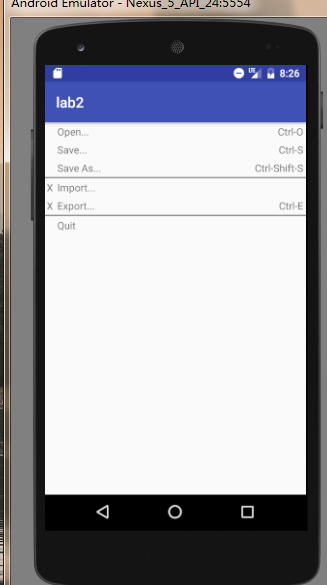 Android Emulator - Nexus_5_API_24:5554
LTE 8:26
lab2
Open... Ctrl-O
Save... Ctrl-S
Save As... Ctrl-Shift-S
X Import...
X Export... Ctrl-E
Quit